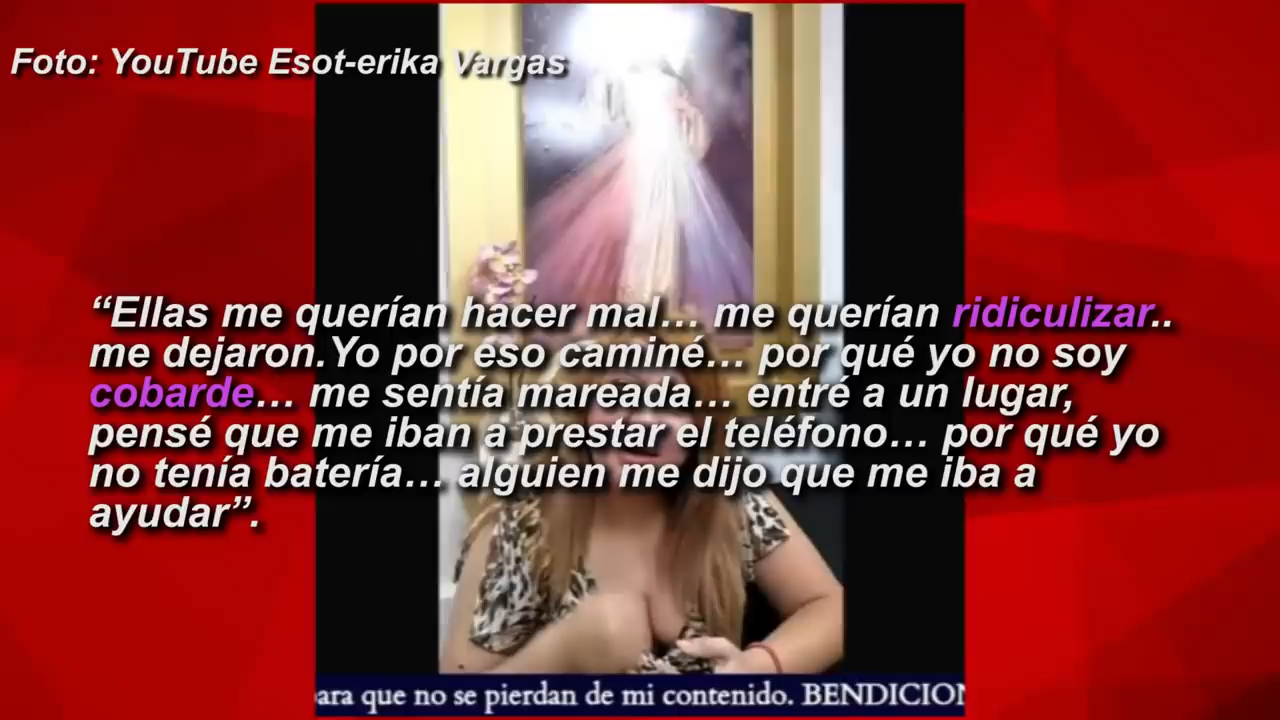 Foto: YouTube Esot-erika Vargas
“Ellas me querían hacer mal... me querían ridiculizar..
me dejaron.Yo por eso caminé... por qué yo no soy
cobarde... me sentía mareada... entré a un lugar,
pensé que me iban a prestar el teléfono... por qué yo
no tenía batería... alguien me dijo que me iba a
ayudar”.
para que no se pierdan de mi contenido. BENDICION